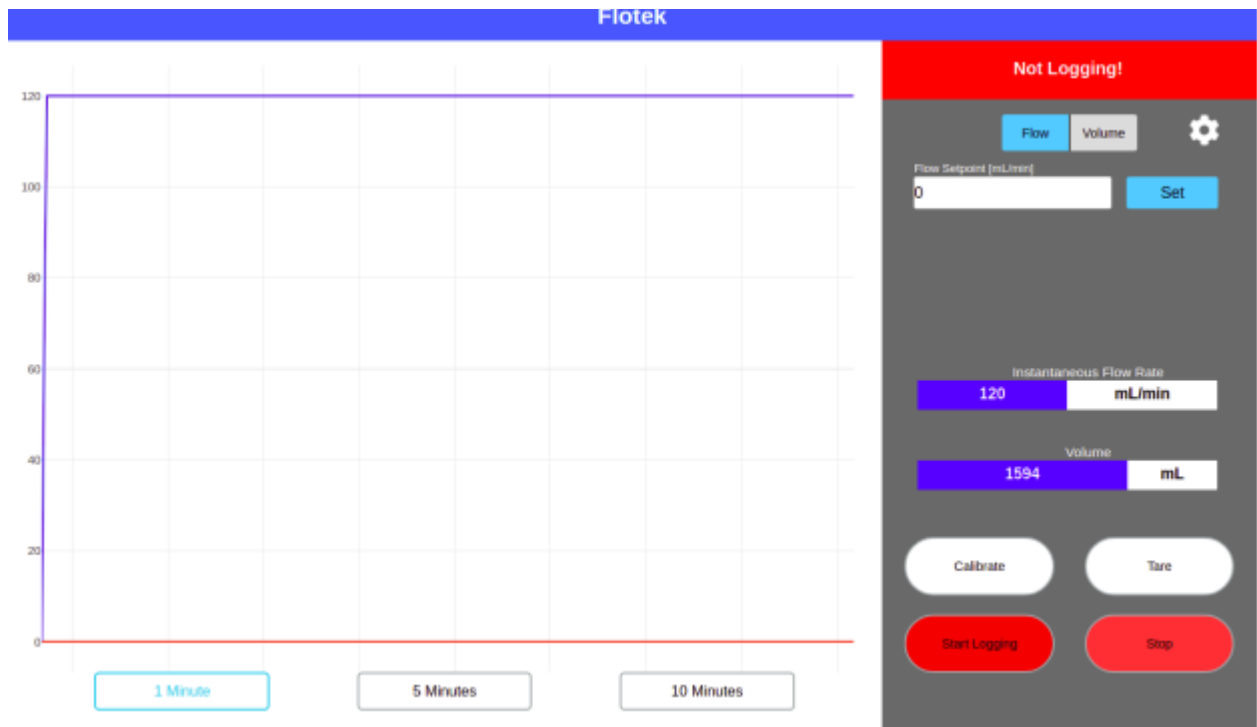 Flotek
Not Logging!
Flow
Volume
Flow Setpoint [mL/min]
0
Set
120
100
80
60
40
20
0
Instantaneous Flow Rate
120 mL/min
Volume
1594 mL
Calibrate
Tare
Start Logging
Stop
1 Minute
5 Minutes
10 Minutes